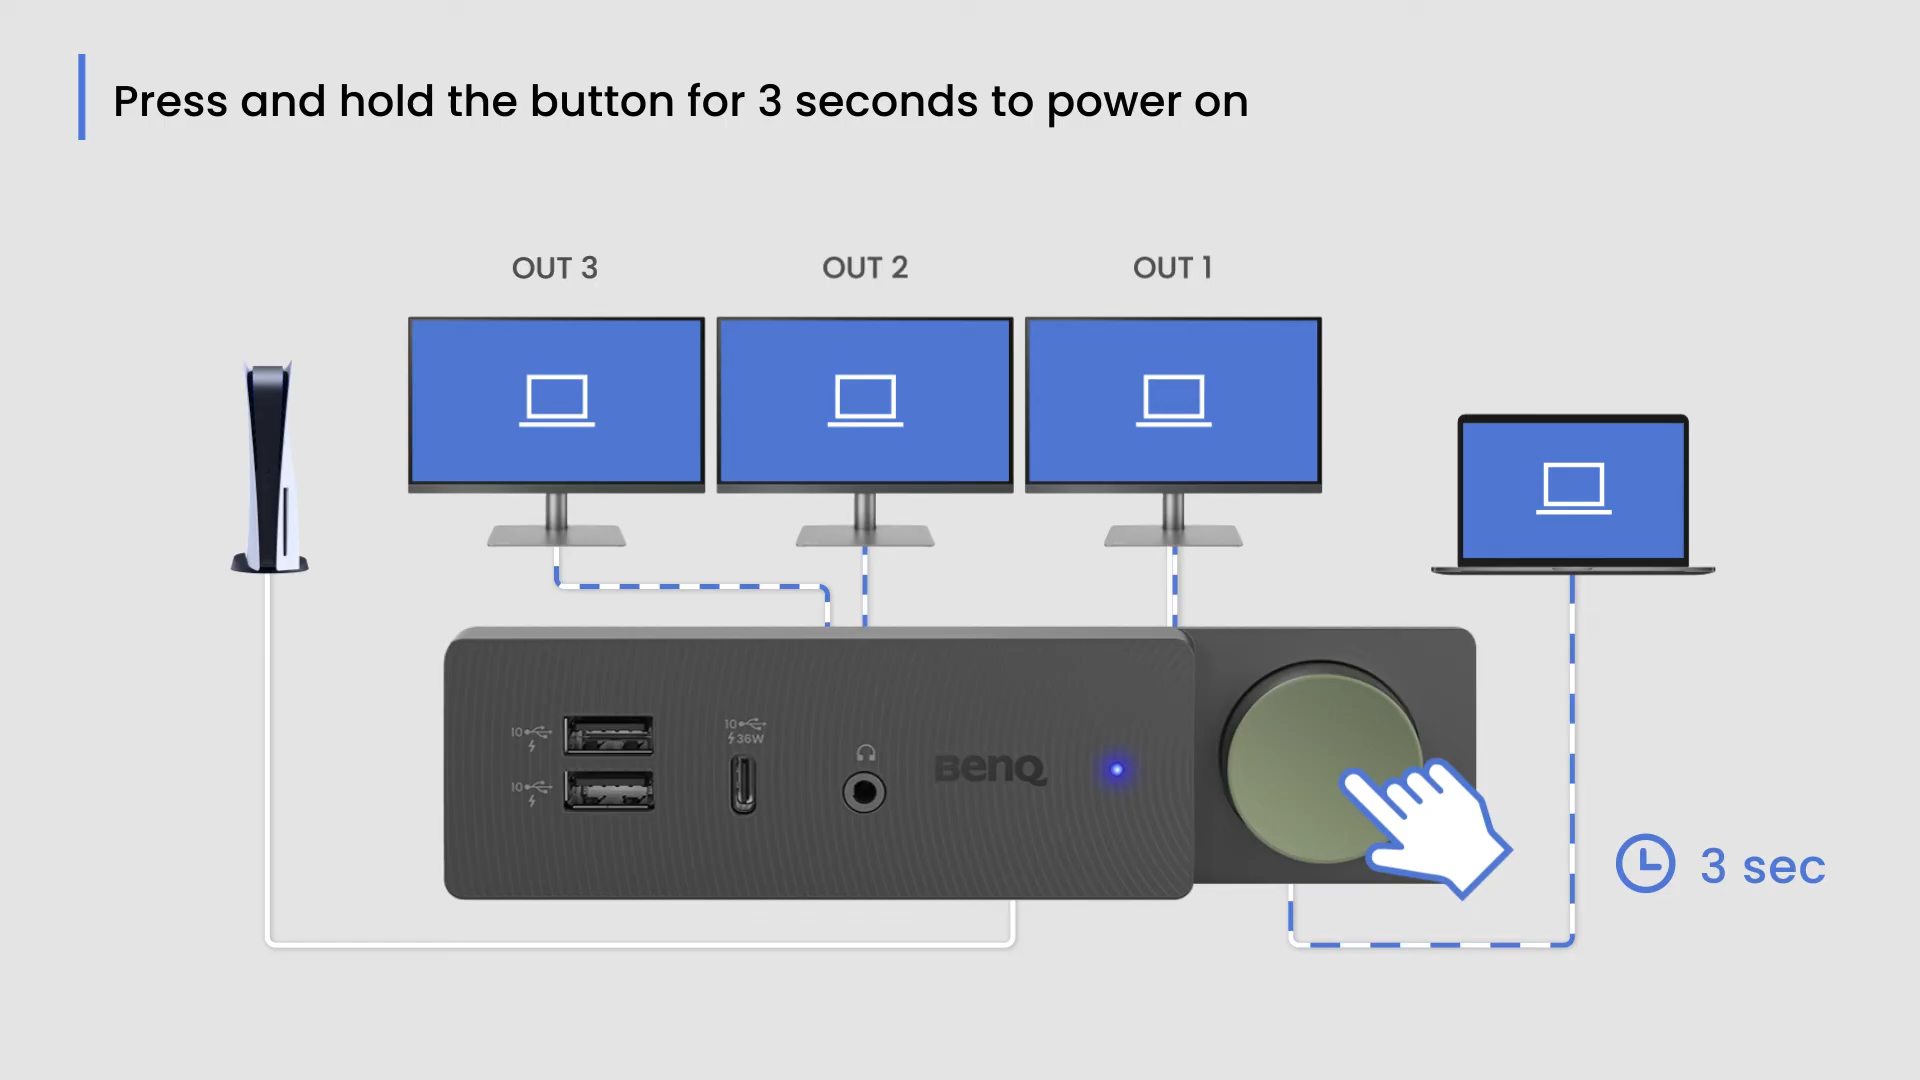 Press and hold the button for 3 seconds to power on
OUT 3
OUT 2
OUT 1
10
10
36W
10
BenQ
3 sec